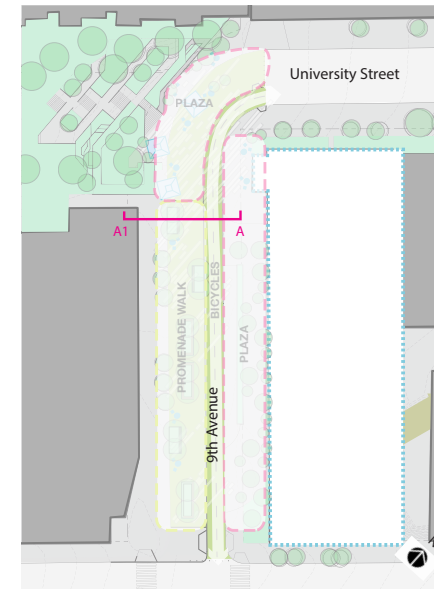 University Street
PLAZA
A1
A
PROMENADE WALK
BICYCLES
PLAZA
9th Avenue